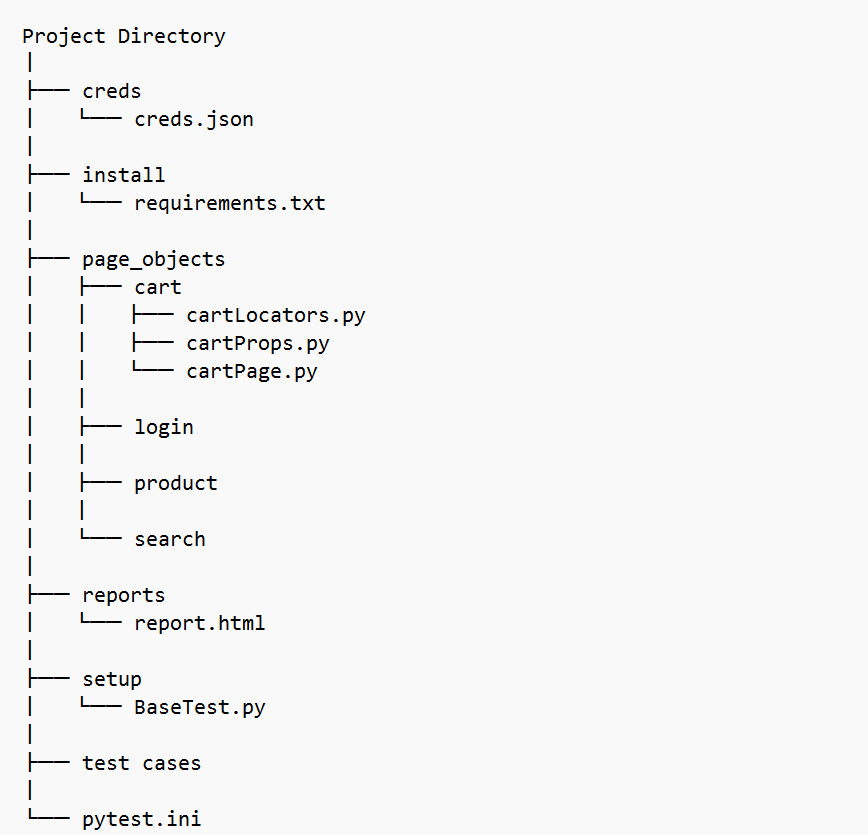 Project Directory
│
├── creds
│   └── creds.json
│
├── install
│   └── requirements.txt
│
├── page_objects
│   ├── cart
│   │   ├── cartLocators.py
│   │   ├── cartProps.py
│   │   └── cartPage.py
│   │
│   ├── login
│   │
│   ├── product
│   │
│   └── search
│
├── reports
│   └── report.html
│
├── setup
│   └── BaseTest.py
│
├── test cases
│
└── pytest.ini